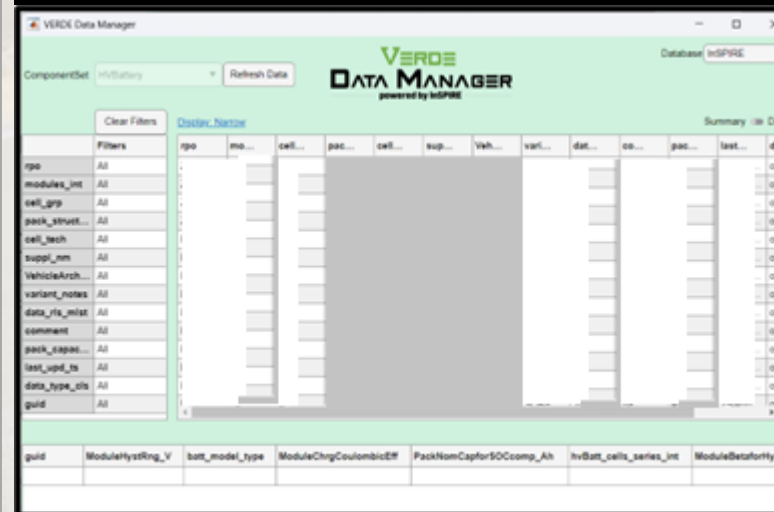 VERDE Data Manager
VERDE
DATA MANAGER
powered by InSPIRE
Database InSPIRE
ComponentSet HVBattery Refresh Data
Clear Filters Display: Narrow Summary
Filters rpo mo... cell... pac... cell... sup... Veh... vari... dat... co... pac... last...
rpo All
modules_int All
cell_grp All
pack_struct... All
cell_tech All
suppl_nm All
VehicleArch... All
variant_notes All
data_rls_mlst All
comment All
pack_capac... All
last_upd_ts All
data_type_cls All
guid All
guid ModuleHystRng_V batt_model_type ModuleChrgCoulombicEff PackNomCapforSOCcomp_Ah hvBatt_cells_series_int ModuleBetaforHy